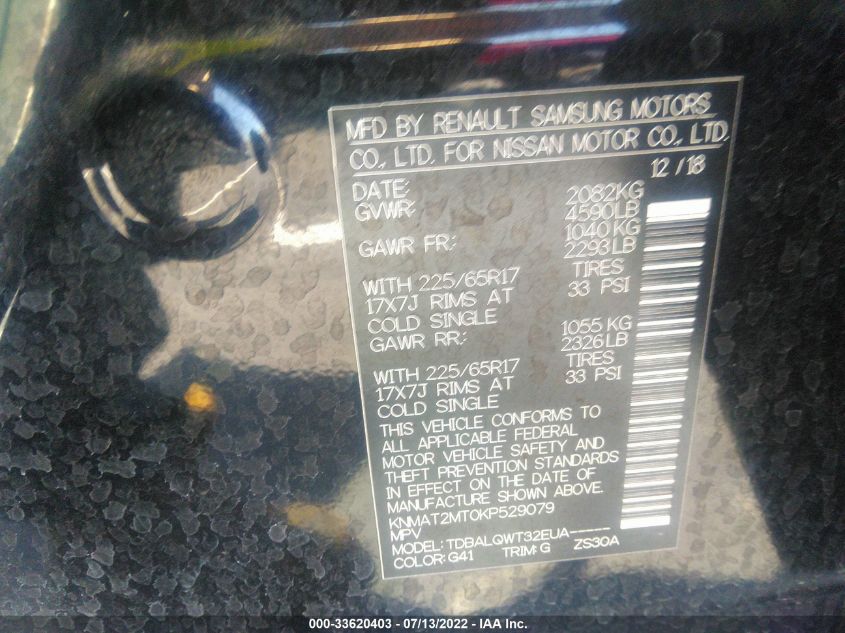 MFD BY RENAULT SAMSUNG MOTORS
CO., LTD. FOR NISSAN MOTOR CO., LTD.
DATE: 12/18
GVWR: 2082KG
4590LB
GAWR FR: 1040KG
2293LB
WITH 225/65R17 TIRES
17X7J RIMS AT 33 PSI
COLD SINGLE
GAWR RR: 1055KG
2326LB
WITH 225/65R17 TIRES
17X7J RIMS AT 33 PSI
COLD SINGLE
THIS VEHICLE CONFORMS TO
ALL APPLICABLE FEDERAL
MOTOR VEHICLE SAFETY AND
THEFT PREVENTION STANDARDS
IN EFFECT ON THE DATE OF
MANUFACTURE SHOWN ABOVE.
KNMAT2MT0KP529079
MPV
MODEL: TDBALQWT32EUA------
COLOR: G41 TRIM: G ZS30A
000-33620403 - 07/13/2022 - IAA Inc.